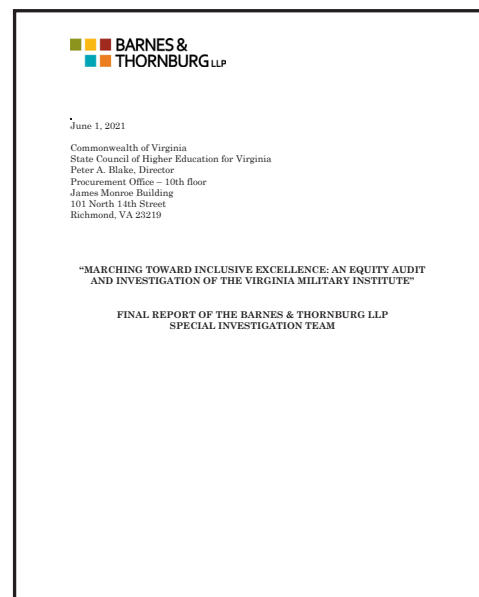 BARNES &
THORNBURG LLP
June 1, 2021
Commonwealth of Virginia
State Council of Higher Education for Virginia
Peter A. Blake, Director
Procurement Office – 10th floor
James Monroe Building
101 North 14th Street
Richmond, VA 23219
“MARCHING TOWARD INCLUSIVE EXCELLENCE: AN EQUITY AUDIT
AND INVESTIGATION OF THE VIRGINIA MILITARY INSTITUTE”
FINAL REPORT OF THE BARNES & THORNBURG LLP
SPECIAL INVESTIGATION TEAM